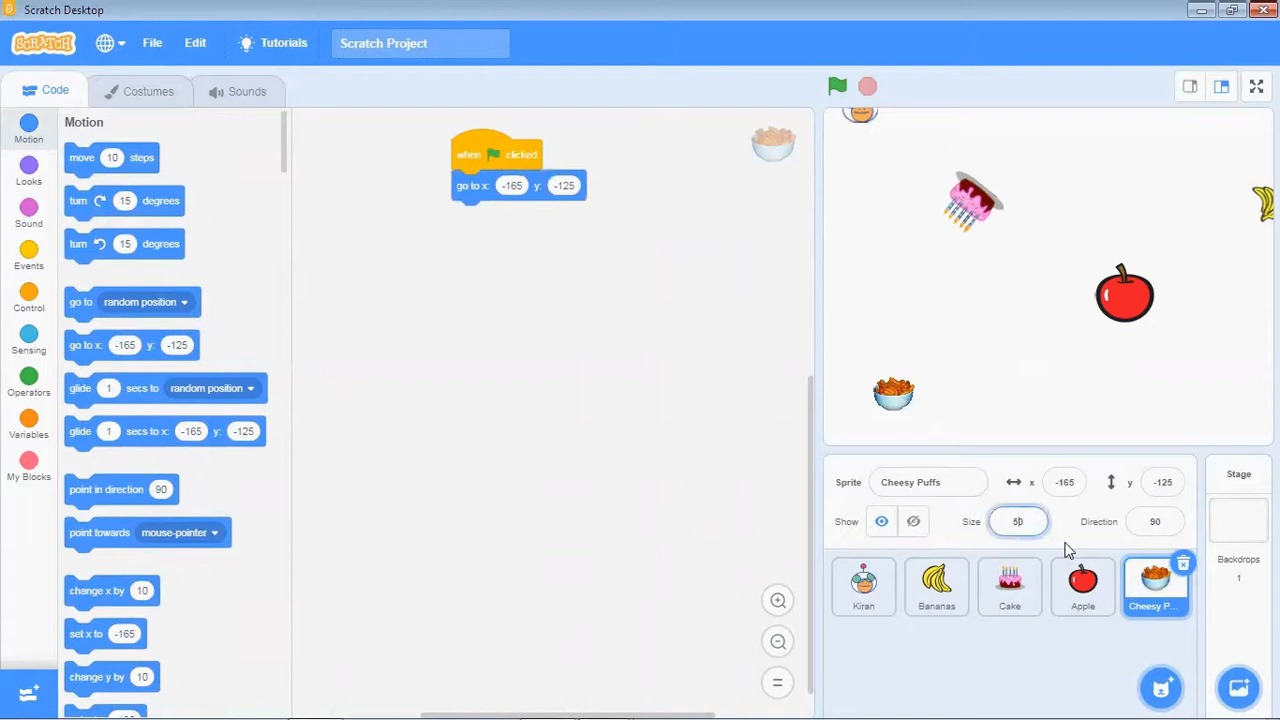 Scratch Desktop
SCRATCH File Edit Tutorials Scratch Project
Code Costumes Sounds
Motion
Looks
Sound
Events
Control
Sensing
Operators
Variables
My Blocks
Motion
move 10 steps
turn 15 degrees
turn 15 degrees
go to random position
go to x: -165 y: -125
glide 1 secs to random position
glide 1 secs to x: -165 y: -125
point in direction 90
point towards mouse-pointer
change x by 10
set x to -165
change y by 10
when clicked
go to x: -165 y: -125
Sprite Cheesy Puffs x -165 y -125
Show Size 50 Direction 90
Kiran Bananas Cake Apple Cheesy P...
Stage
Backdrops
1